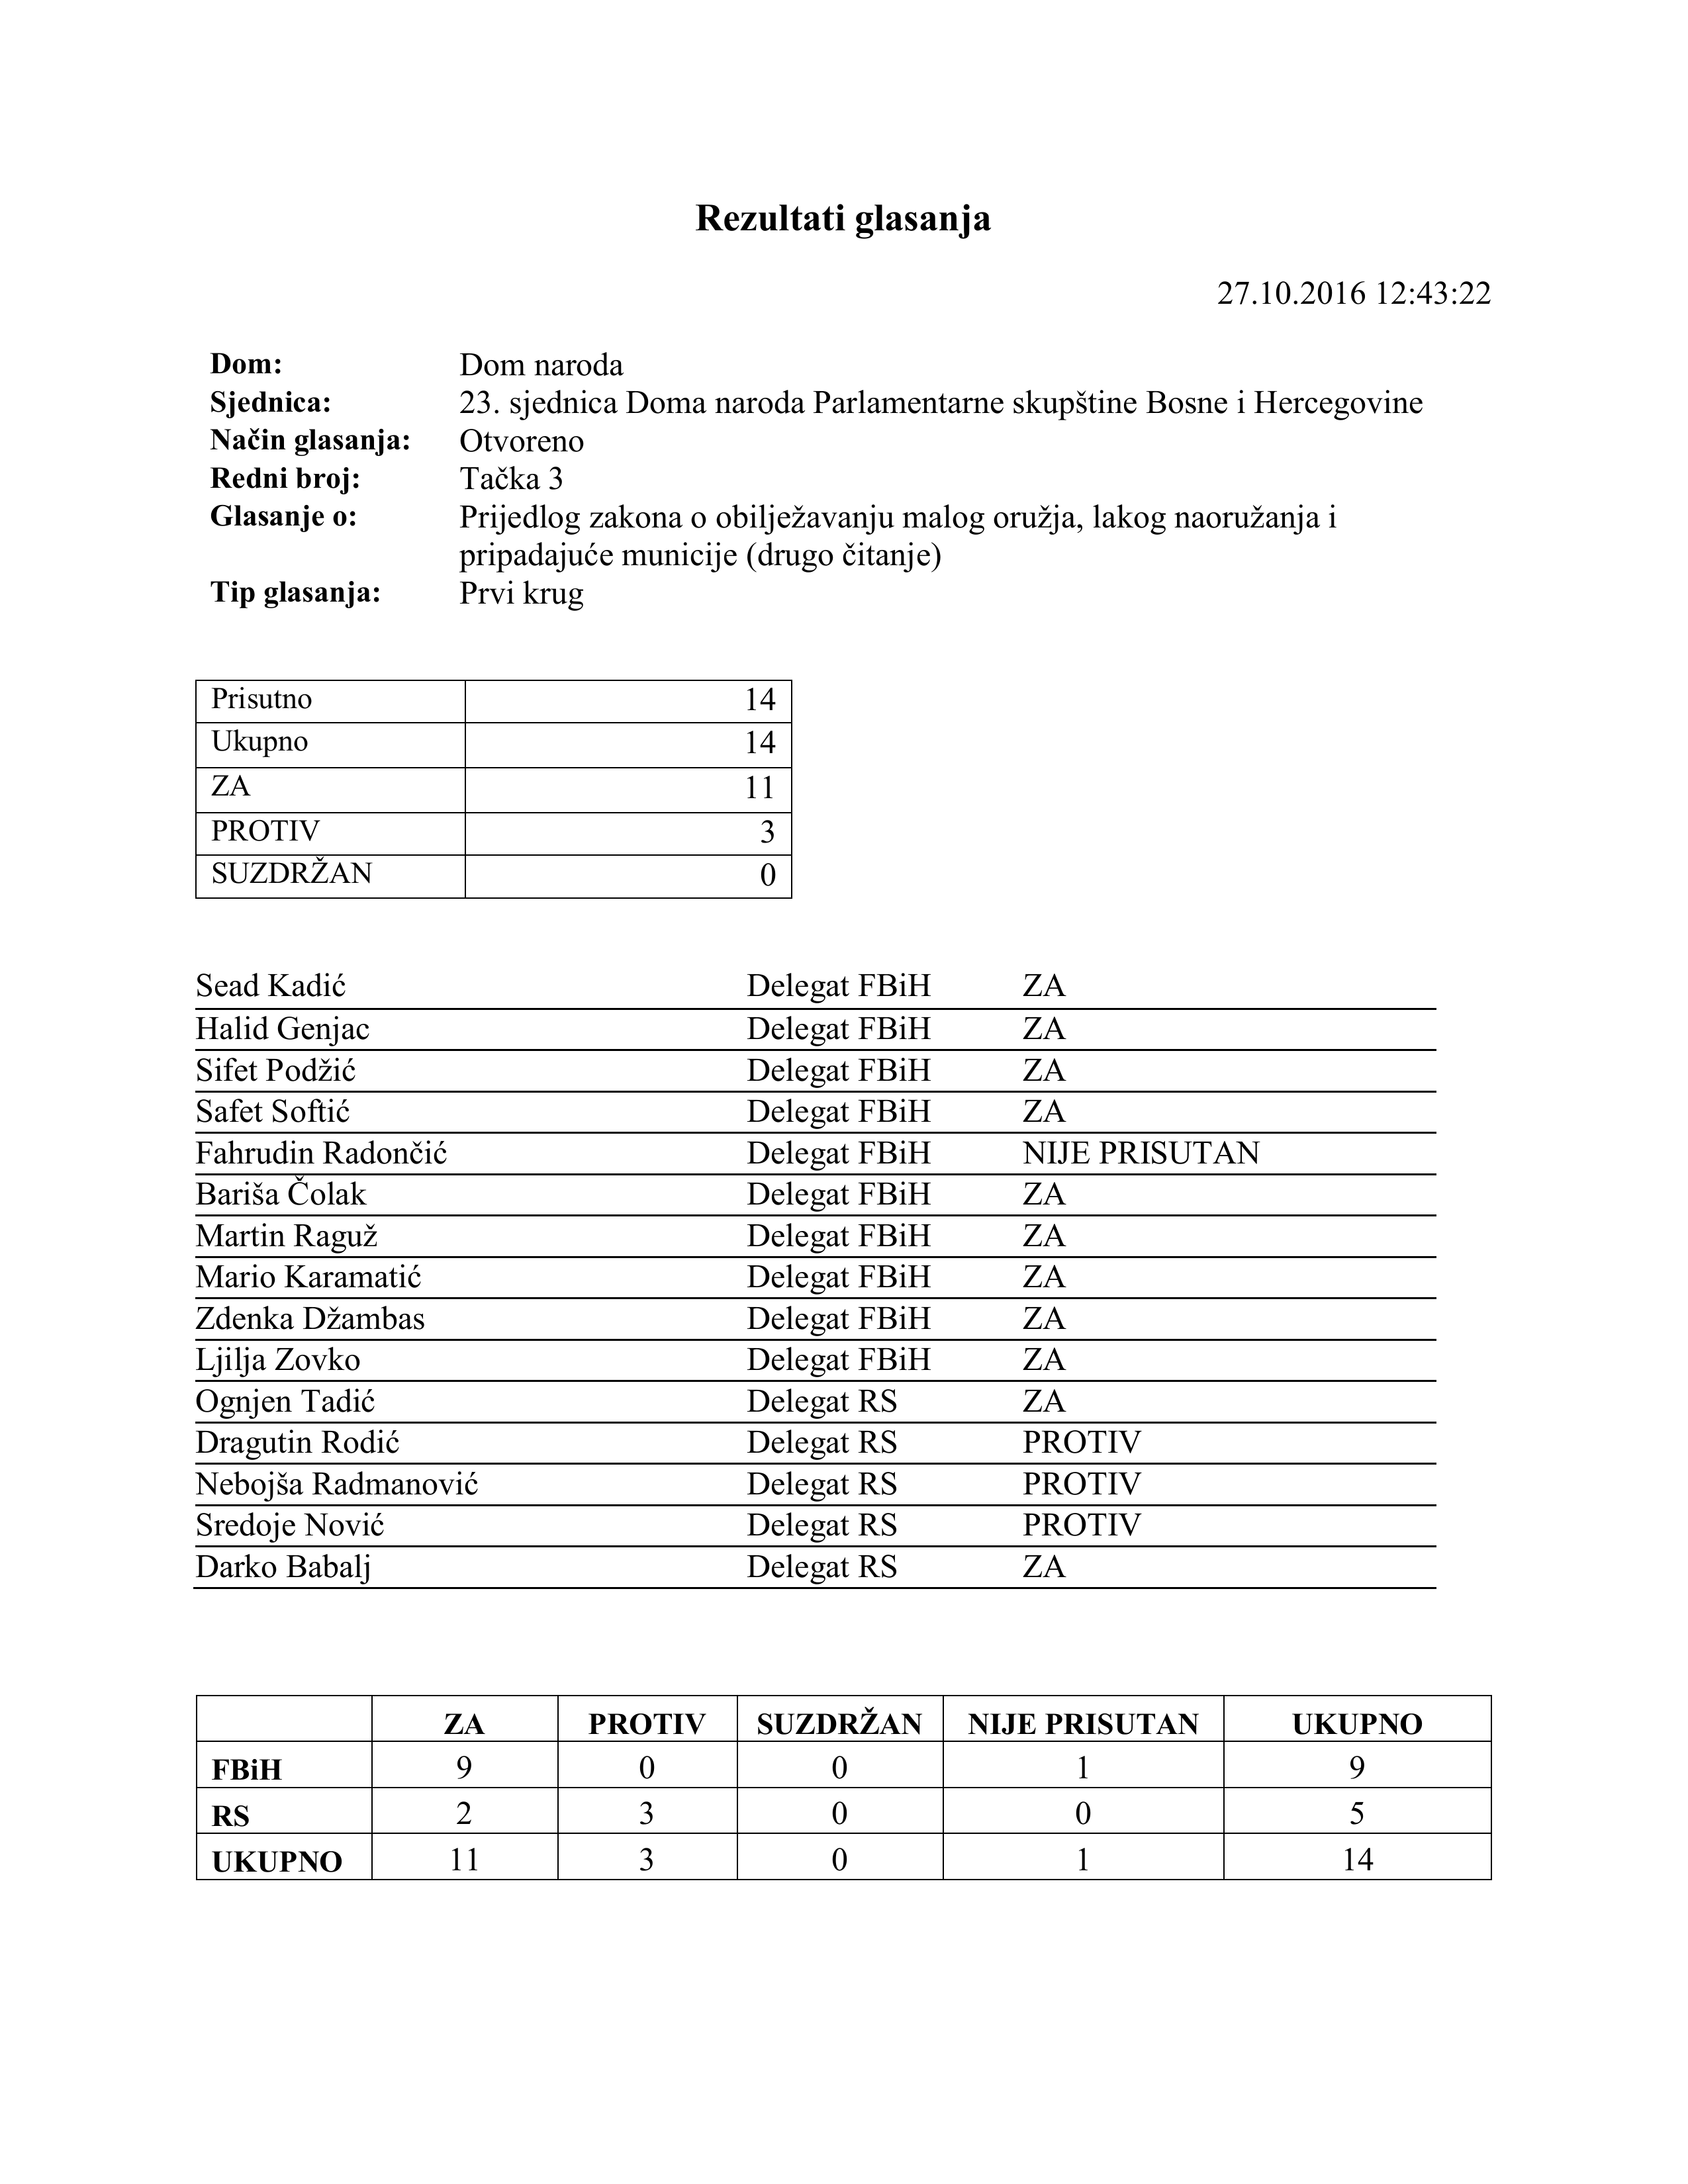 Rezultati glasanja
27.10.2016 12:43:22
Dom: Dom naroda
Sjednica: 23. sjednica Doma naroda Parlamentarne skupštine Bosne i Hercegovine
Način glasanja: Otvoreno
Redni broj: Tačka 3
Glasanje o: Prijedlog zakona o obilježavanju malog oružja, lakog naoružanja i
pripadajuće municije (drugo čitanje)
Tip glasanja: Prvi krug
Prisutno 14
Ukupno 14
ZA 11
PROTIV 3
SUZDRŽAN 0
Sead Kadić Delegat FBiH ZA
Halid Genjac Delegat FBiH ZA
Sifet Podžić Delegat FBiH ZA
Safet Softić Delegat FBiH ZA
Fahrudin Radončić Delegat FBiH NIJE PRISUTAN
Bariša Čolak Delegat FBiH ZA
Martin Raguž Delegat FBiH ZA
Mario Karamatić Delegat FBiH ZA
Zdenka Džambas Delegat FBiH ZA
Ljilja Zovko Delegat FBiH ZA
Ognjen Tadić Delegat RS ZA
Dragutin Rodić Delegat RS PROTIV
Nebojša Radmanović Delegat RS PROTIV
Sredoje Nović Delegat RS PROTIV
Darko Babalj Delegat RS ZA
ZA PROTIV SUZDRŽAN NIJE PRISUTAN UKUPNO
FBiH 9 0 0 1 9
RS 2 3 0 0 5
UKUPNO 11 3 0 1 14